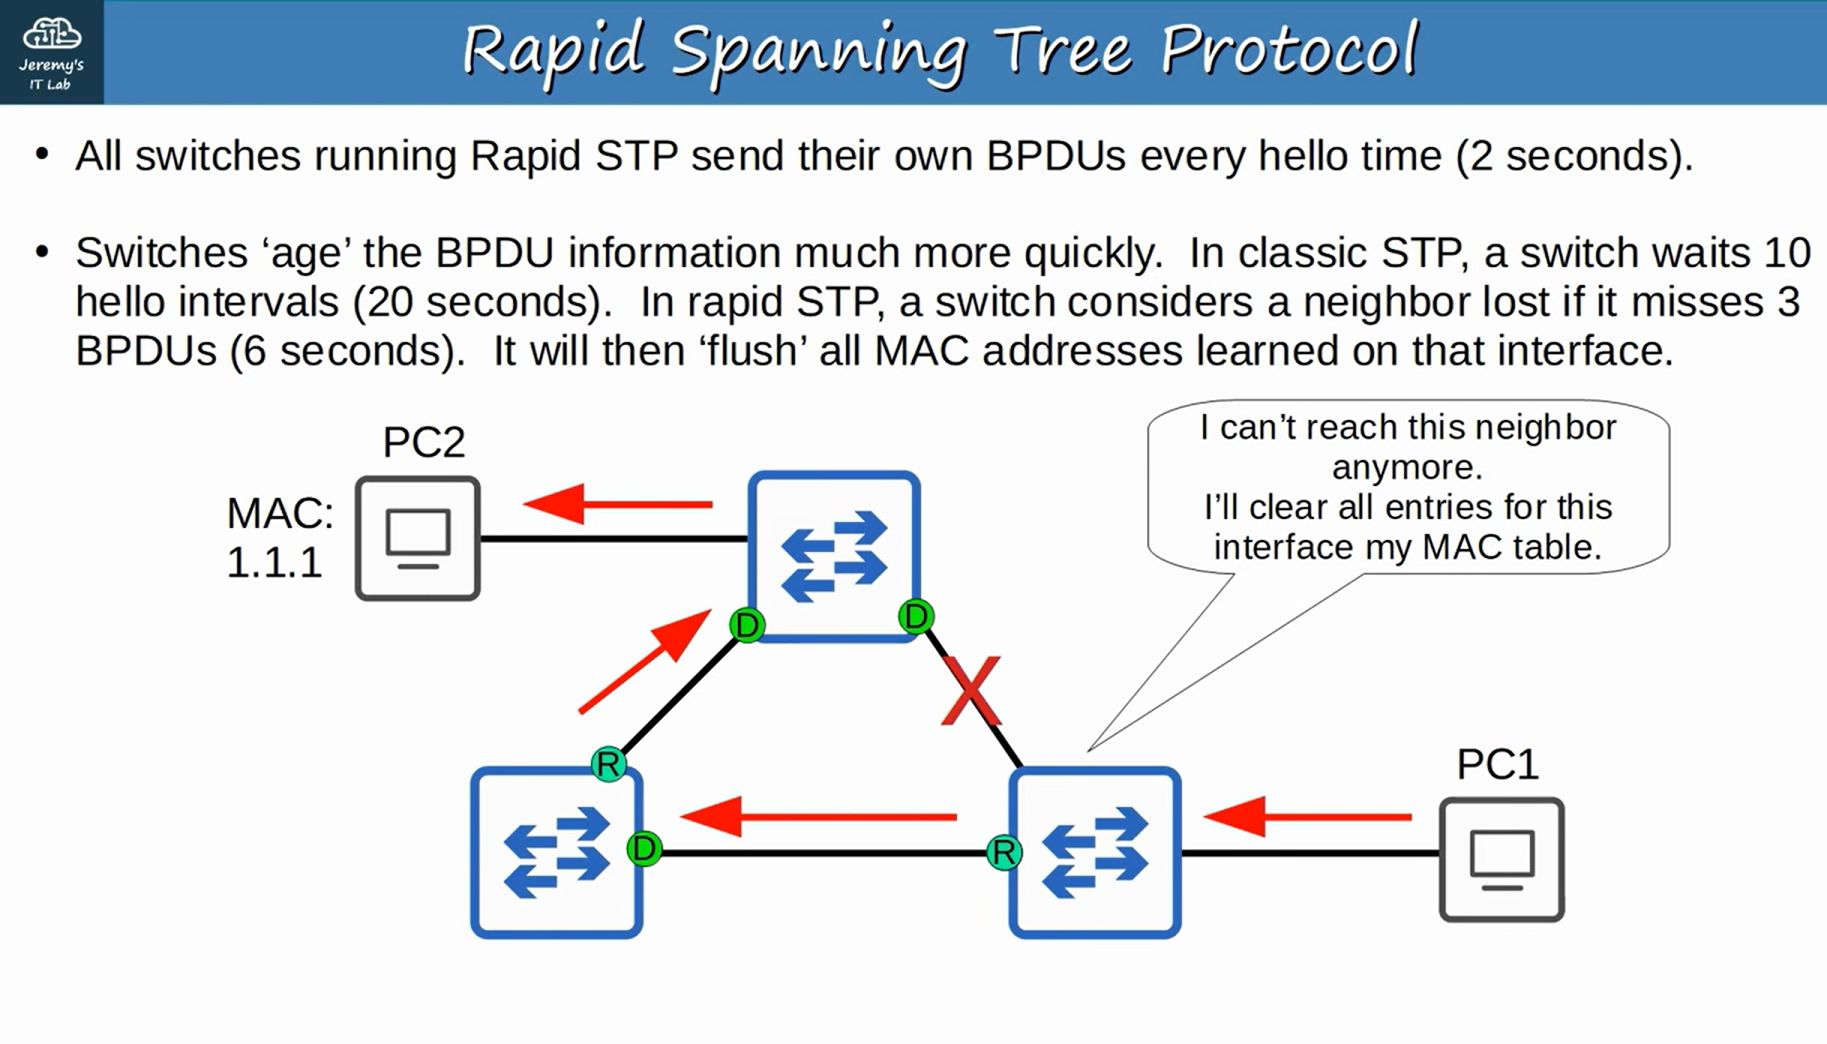 Jeremy's
IT Lab
Rapid Spanning Tree Protocol
• All switches running Rapid STP send their own BPDUs every hello time (2 seconds).
• Switches ‘age’ the BPDU information much more quickly.  In classic STP, a switch waits 10
hello intervals (20 seconds).  In rapid STP, a switch considers a neighbor lost if it misses 3
BPDUs (6 seconds).  It will then ‘flush’ all MAC addresses learned on that interface.
I can’t reach this neighbor
anymore.
I’ll clear all entries for this
interface my MAC table.
PC2
MAC:
1.1.1
D
D
X
R
D
R
PC1